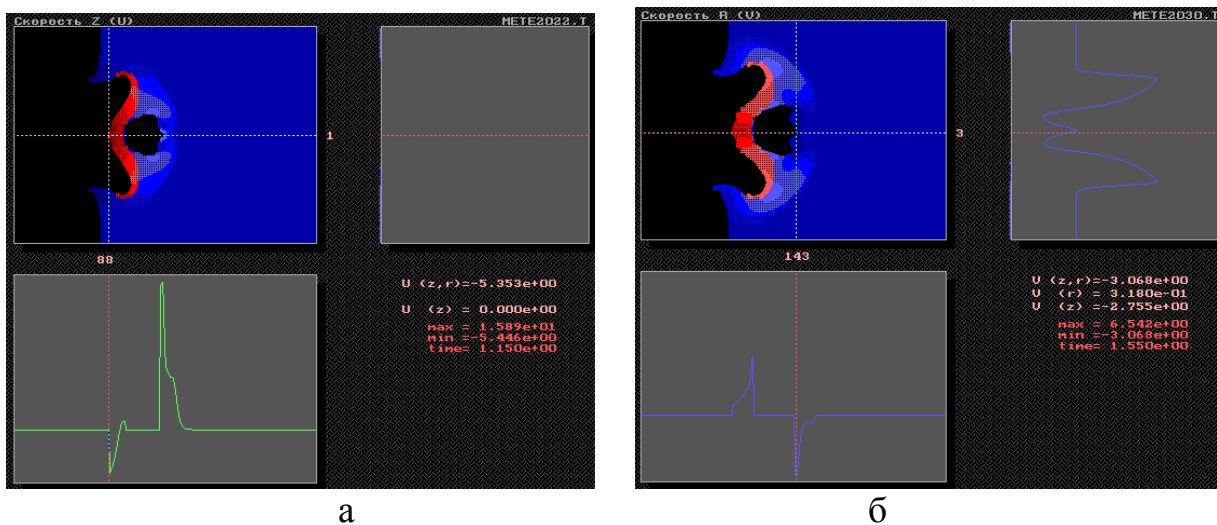 Скорость Z (U)
METE2022.T
1
88
U (z,r)=-5.353e+00
U (z) = 0.000e+00
max = 1.589e+01
min =-5.446e+00
time= 1.150e+00
а
Скорость R (V)
METE2030.T
3
143
V (z,r)=-3.068e+00
V (r) = 3.180e-01
V (z) =-2.755e+00
max = 6.542e+00
min =-3.068e+00
time= 1.550e+00
б